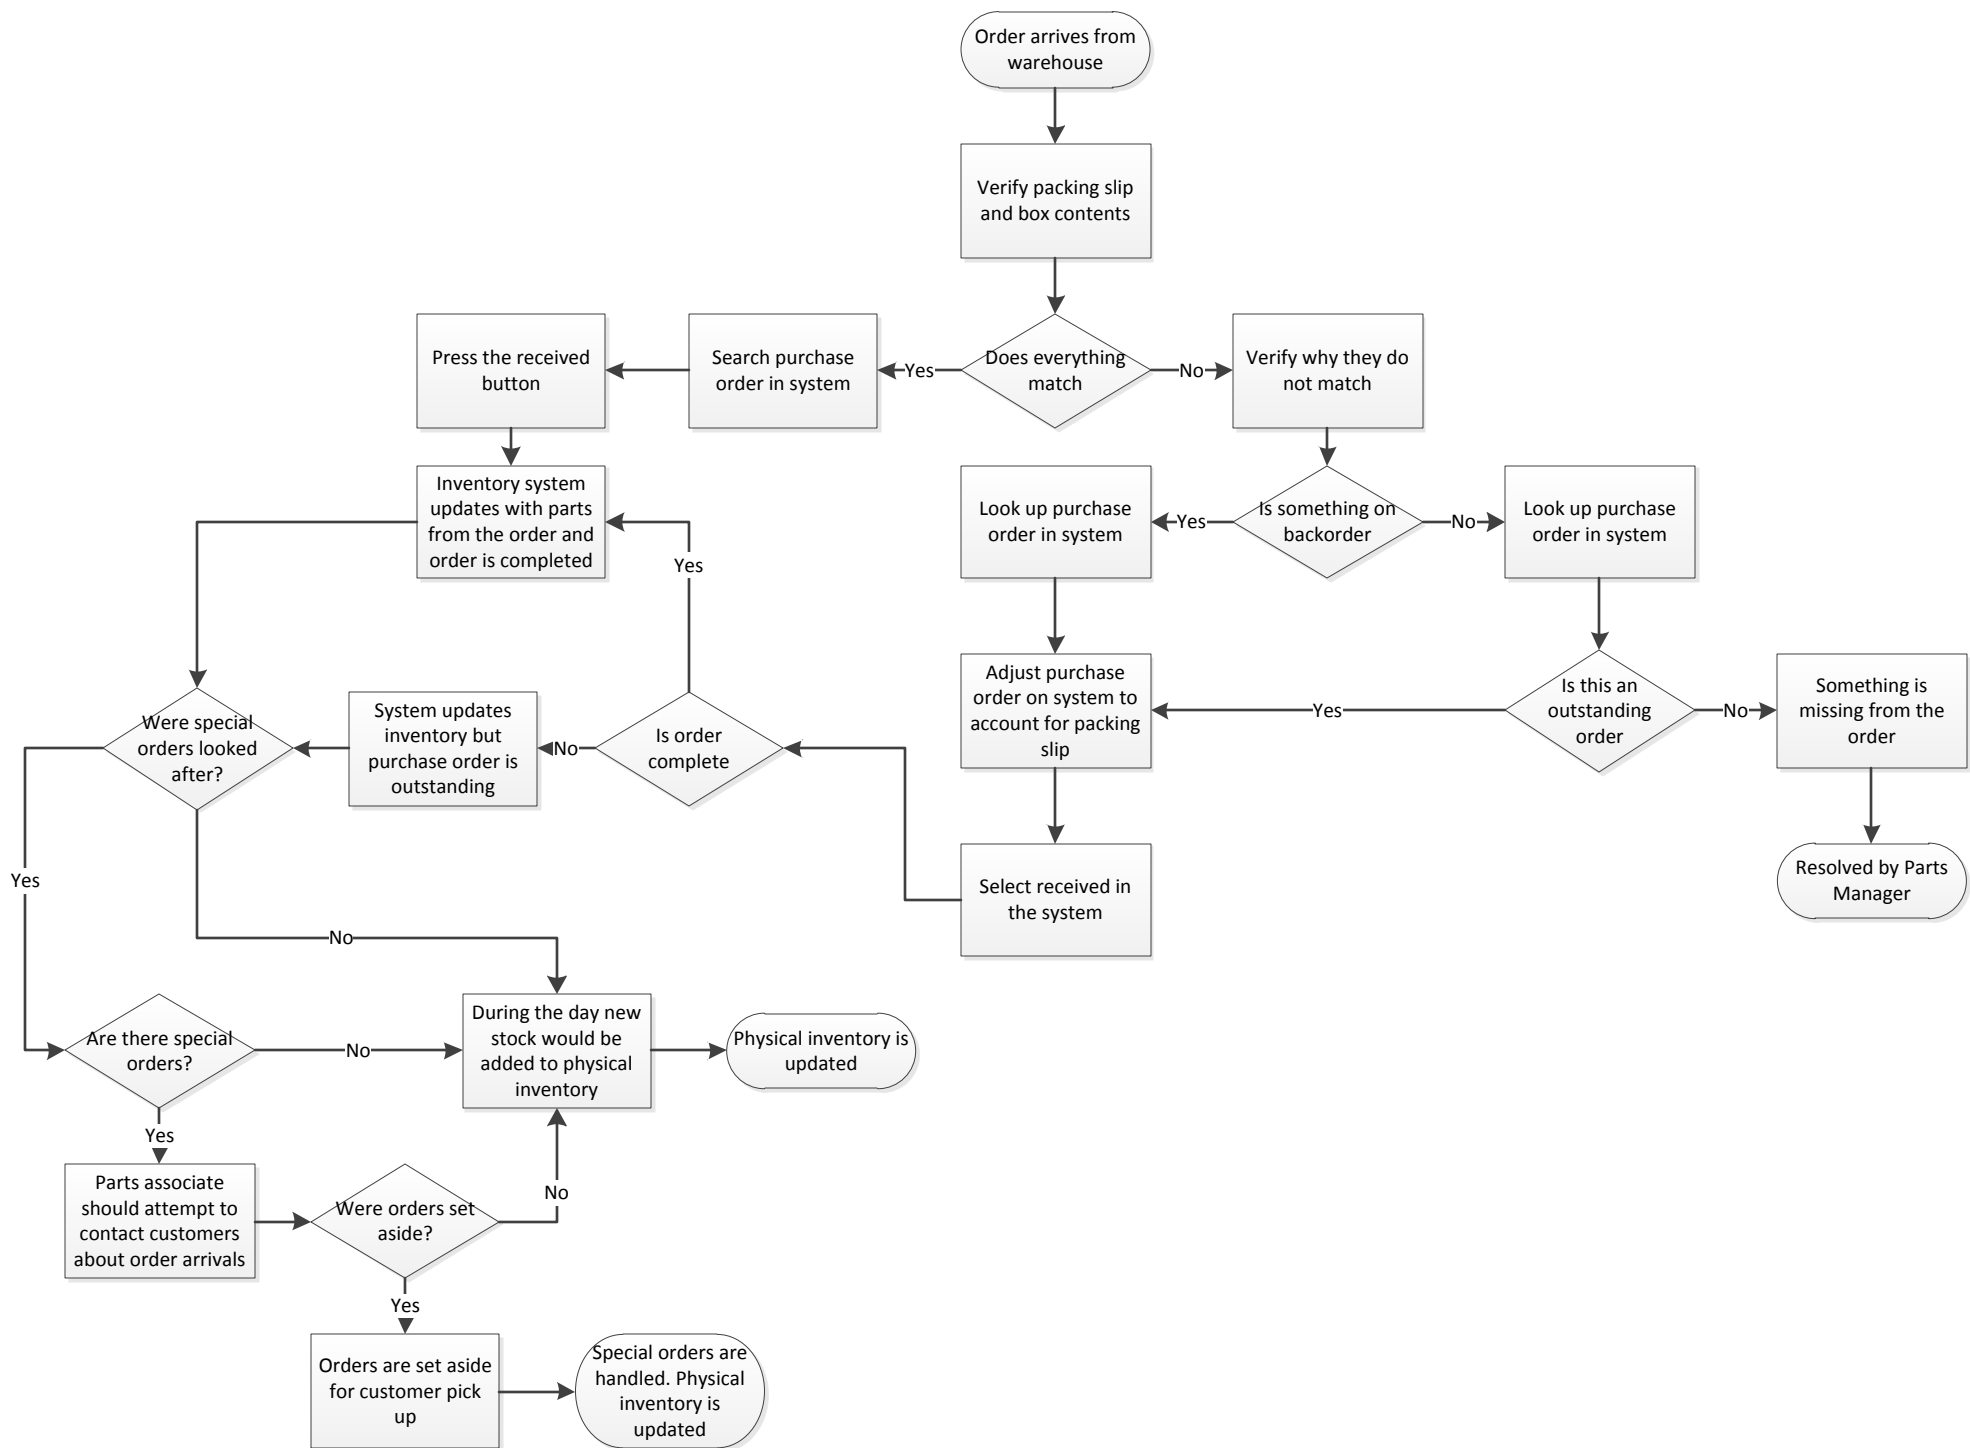 Order arrives from
warehouse
Verify packing slip
and box contents
Press the received
button
Search purchase
order in system
Yes
Does everything
match
No
Verify why they do
not match
Inventory system
updates with parts
from the order and
order is completed
Yes
Look up purchase
order in system
Yes
Is something on
backorder
No
Look up purchase
order in system
Were special
orders looked
after?
System updates
inventory but
purchase order is
outstanding
No
Is order
complete
Adjust purchase
order on system to
account for packing
slip
Yes
Is this an
outstanding
order
No
Something is
missing from the
order
Yes
Select received in
the system
Resolved by Parts
Manager
No
Are there special
orders?
No
During the day new
stock would be
added to physical
inventory
Physical inventory is
updated
Yes
Parts associate
should attempt to
contact customers
about order arrivals
Were orders set
aside?
No
Yes
Orders are set aside
for customer pick
up
Special orders are
handled. Physical
inventory is
updated